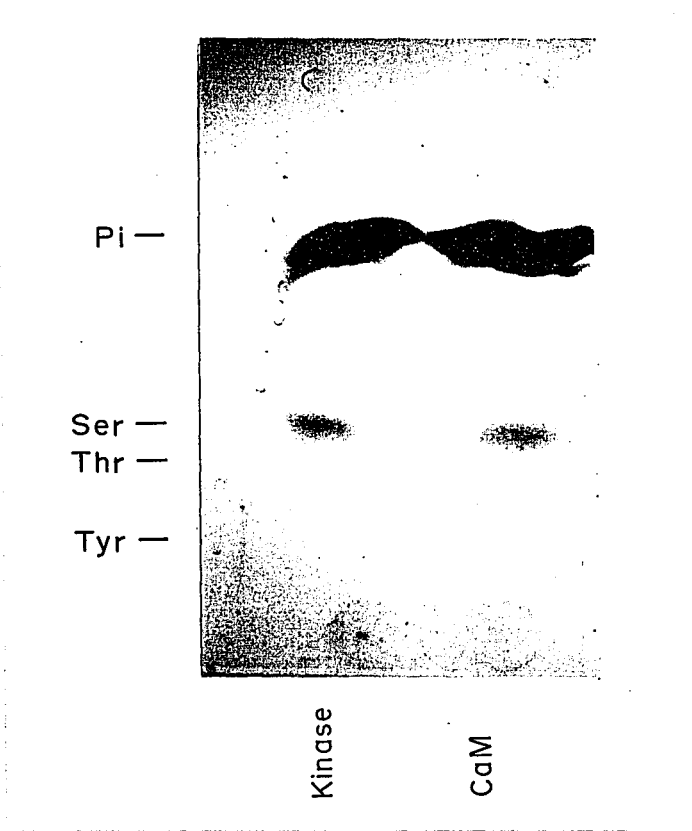 Pi —
Ser —
Thr —
Tyr —
Kinase
CaM